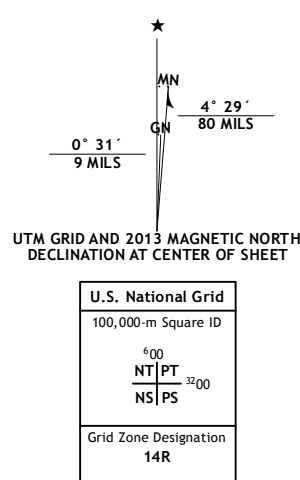 MN
4° 29´
80 MILS
GN
0° 31´
9 MILS
UTM GRID AND 2013 MAGNETIC NORTH
DECLINATION AT CENTER OF SHEET
U.S. National Grid
100,000-m Square ID
600
NT PT
3200
NS PS
Grid Zone Designation
14R